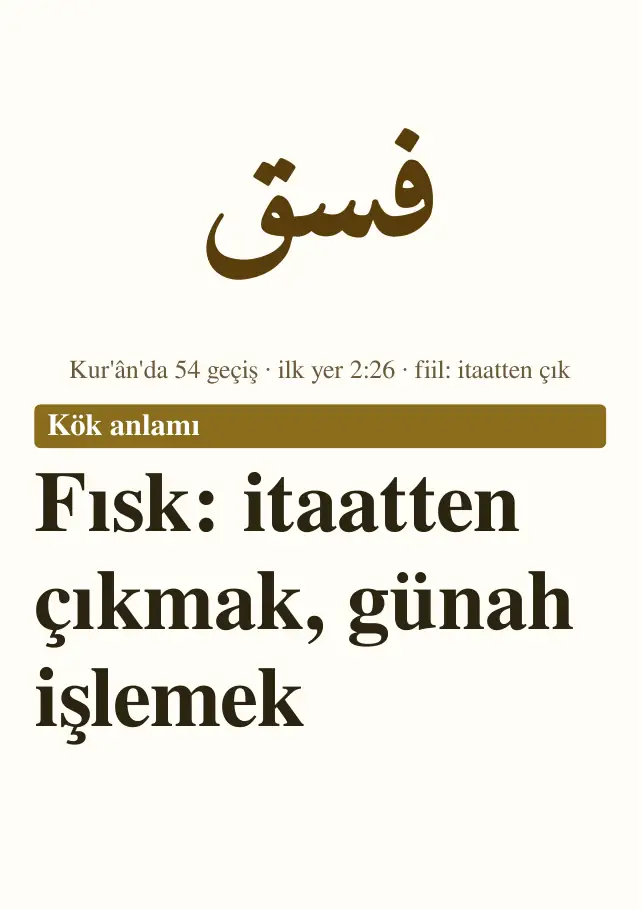 فسق
Kur'ân'da 54 geçiş · ilk yer 2:26 · fiil: itaatten çık
Kök anlamı
Fısk: itaatten
çıkmak, günah
işlemek